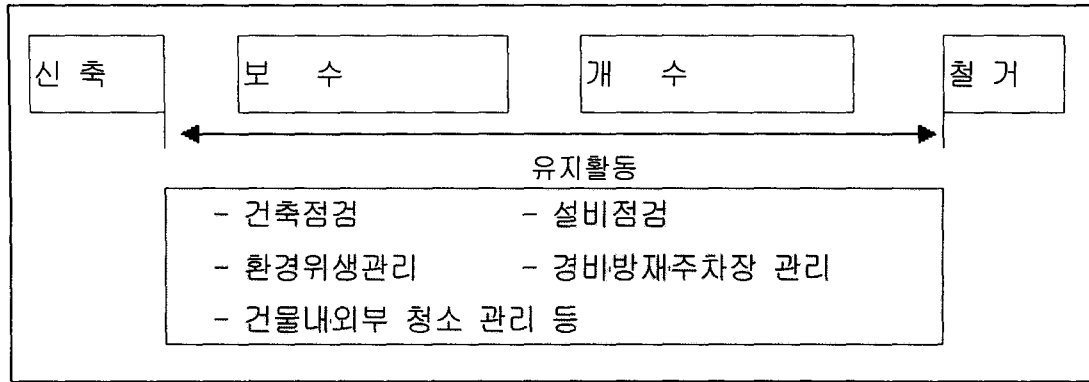 신 축 보 수 개 수 철 거
유지활동
- 건축점검 - 설비점검
- 환경위생관리 - 경비·방재·주차장 관리
- 건물내·외부 청소 관리 등